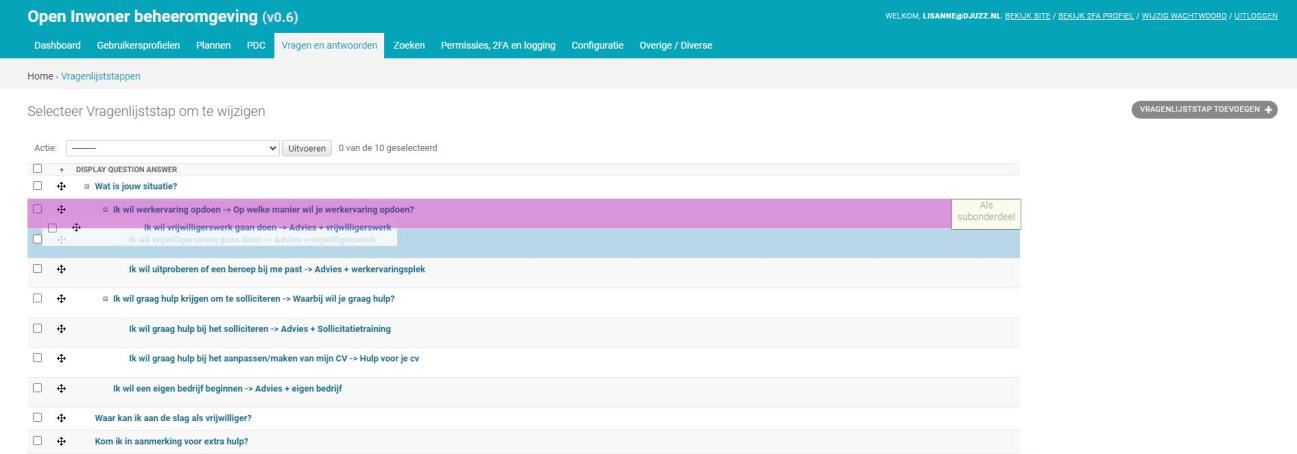 Open Inwoner beheeromgeving (v0.6)
WELKOM, LISANNE@DJUZZ.NL. BEKIJK SITE / BEKIJK 2FA PROFIEL / WIJZIG WACHTWOORD / UITLOGGEN
Dashboard Gebruikersprofielen Plannen PDC Vragen en antwoorden Zoeken Permissies, 2FA en logging Configuratie Overige / Diverse
Home › Vragenlijststappen
Selecteer Vragenlijststap om te wijzigen
VRAGENLIJSTSTAP TOEVOEGEN +
Actie: --------- Uitvoeren 0 van de 10 geselecteerd
+ DISPLAY QUESTION ANSWER
Wat is jouw situatie?
Ik wil werkervaring opdoen -> Op welke manier wil je werkervaring opdoen?
Als
subonderdeel
Ik wil vrijwilligerswerk gaan doen -> Advies + vrijwilligerswerk
Ik wil vrijwilligerswerk gaan doen -> Advies + vrijwilligerswerk
Ik wil uitproberen of een beroep bij me past -> Advies + werkervaringsplek
Ik wil graag hulp krijgen om te solliciteren -> Waarbij wil je graag hulp?
Ik wil graag hulp bij het solliciteren -> Advies + Sollicitatietraining
Ik wil graag hulp bij het aanpassen/maken van mijn CV -> Hulp voor je cv
Ik wil een eigen bedrijf beginnen -> Advies + eigen bedrijf
Waar kan ik aan de slag als vrijwilliger?
Kom ik in aanmerking voor extra hulp?